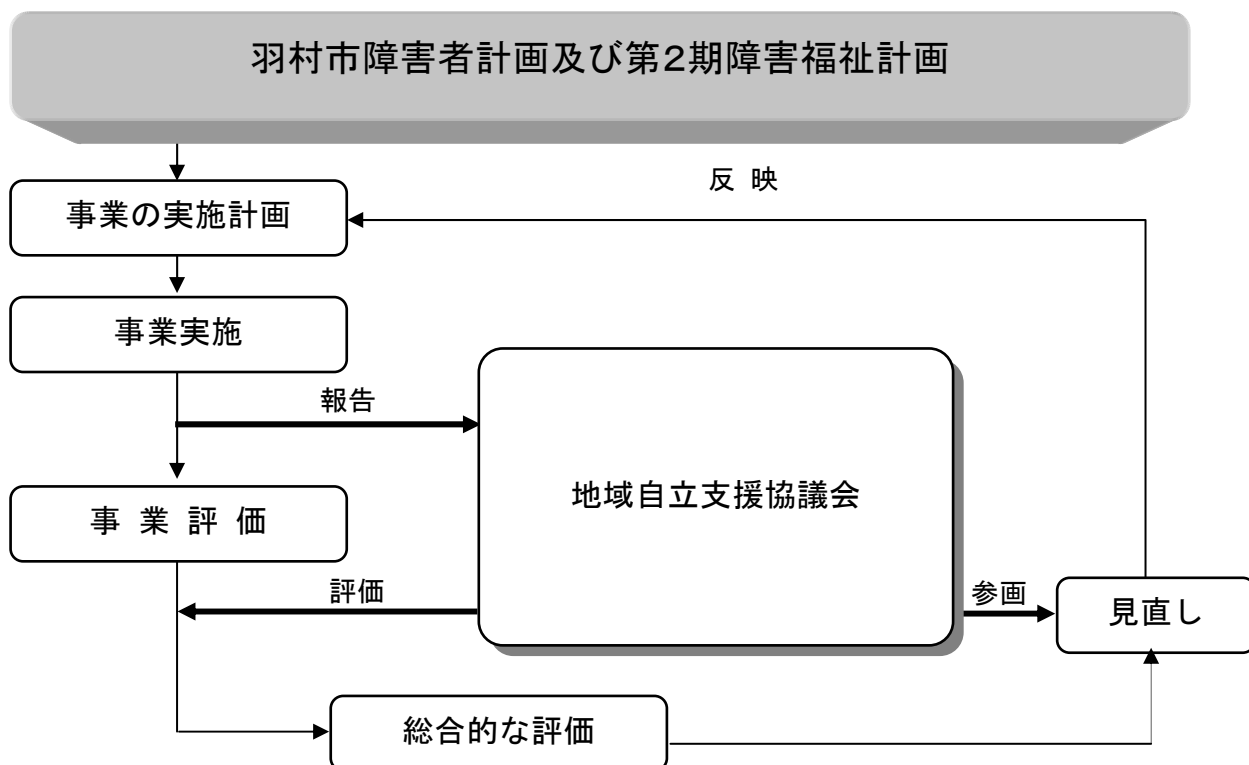 羽村市障害者計画及び第2期障害福祉計画
反 映
事業の実施計画
事業実施
報告
地域自立支援協議会
事 業 評 価
評価
参画
見直し
総合的な評価